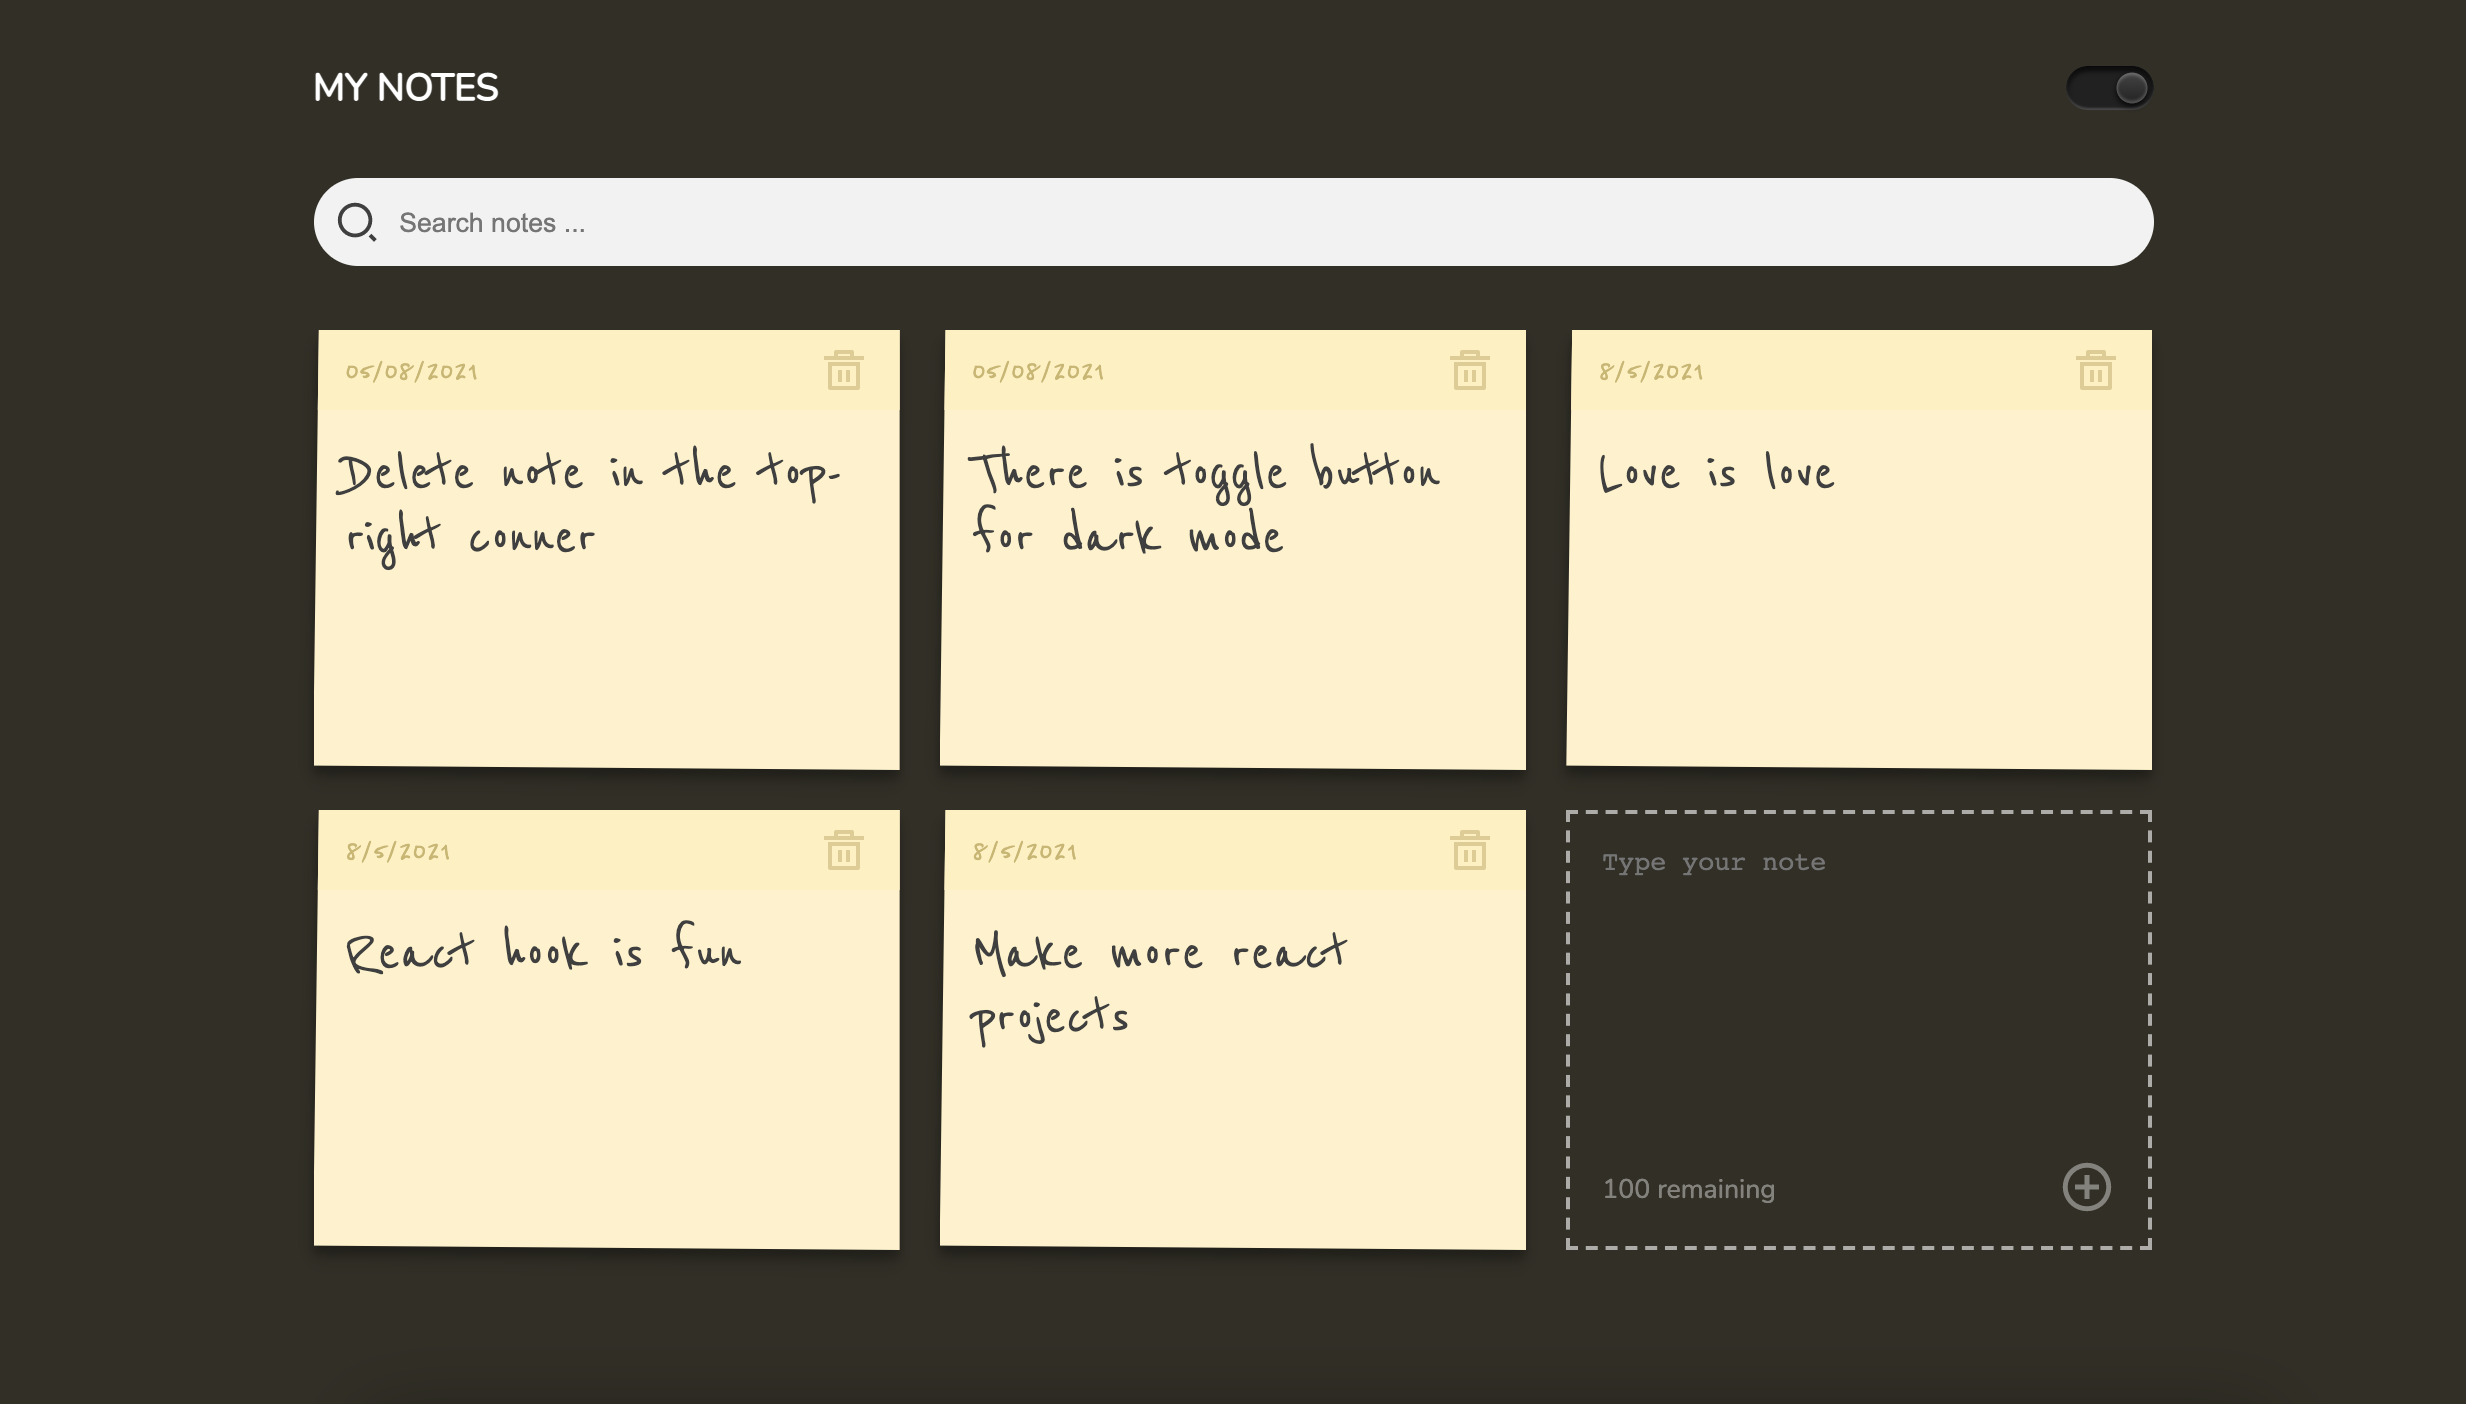 MY NOTES
Search notes ...
05/08/2021
Delete note in the top-
right conner
05/08/2021
There is toggle button
for dark mode
8/5/2021
Love is love
8/5/2021
React hook is fun
8/5/2021
Make more react
projects
Type your note
100 remaining